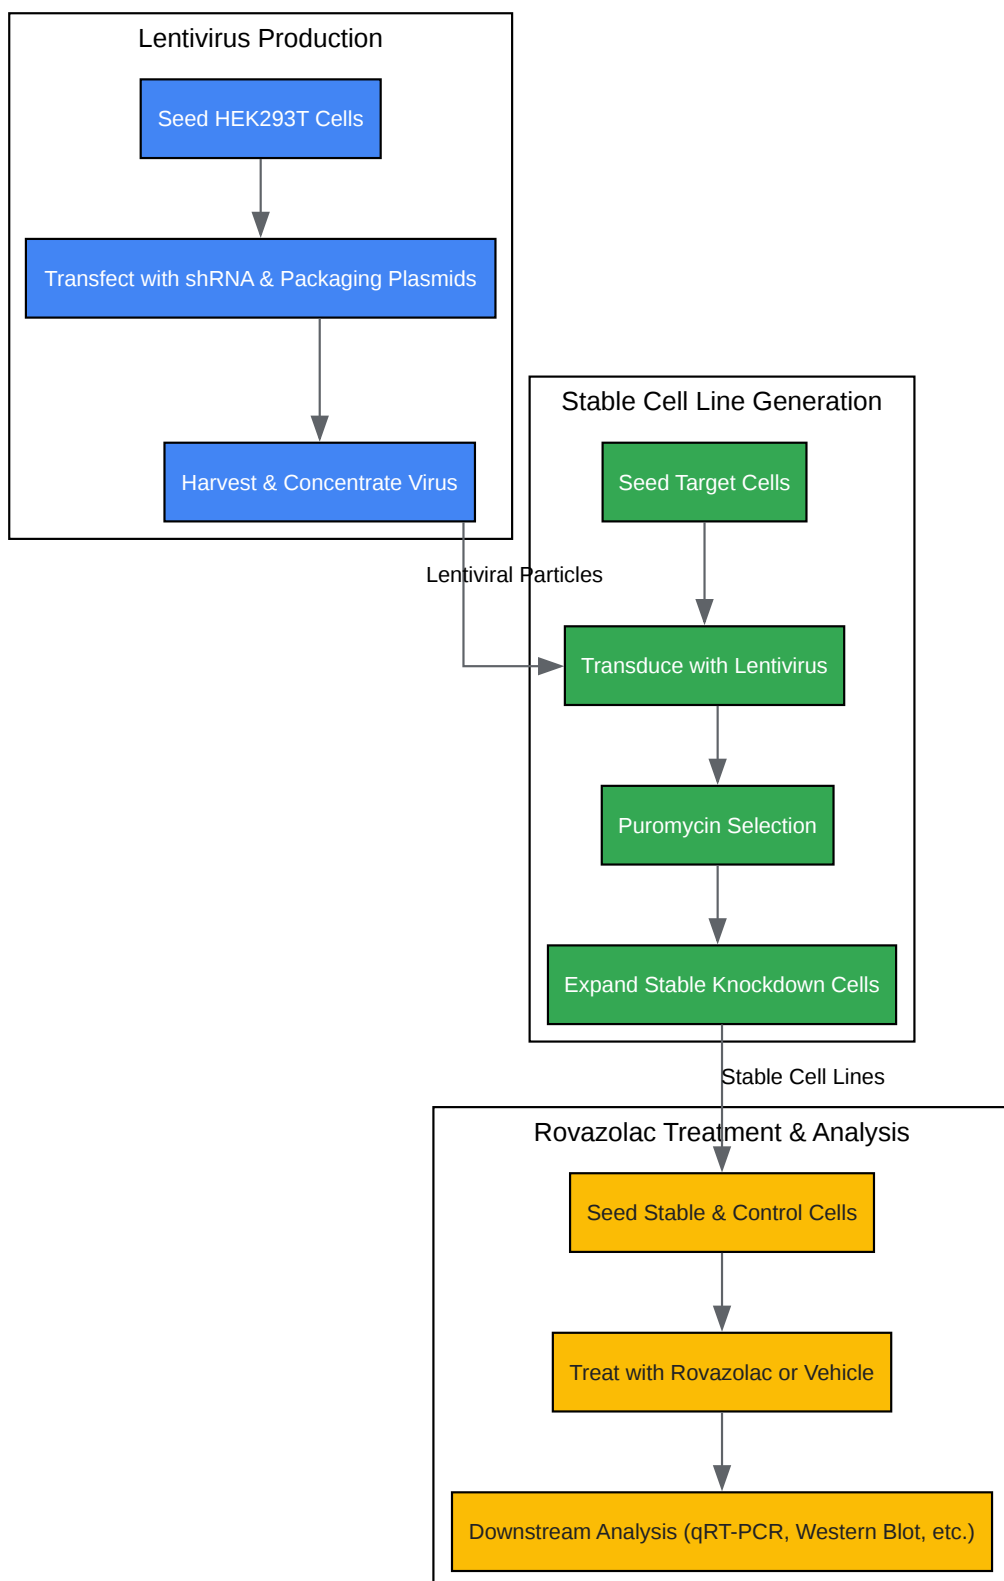 Lentivirus Production
Seed HEK293T Cells
Transfect with shRNA & Packaging Plasmids
Harvest & Concentrate Virus
Lentiviral Particles
Stable Cell Line Generation
Seed Target Cells
Transduce with Lentivirus
Puromycin Selection
Expand Stable Knockdown Cells
Stable Cell Lines
Rovazolac Treatment & Analysis
Seed Stable & Control Cells
Treat with Rovazolac or Vehicle
Downstream Analysis (qRT-PCR, Western Blot, etc.)